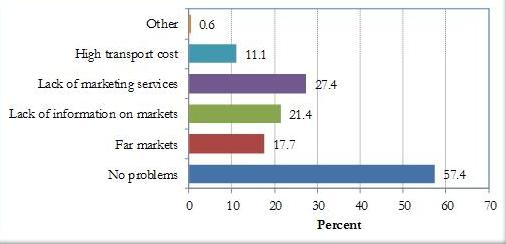 Other 0.6
High transport cost 11.1
Lack of marketing services 27.4
Lack of information on markets 21.4
Far markets 17.7
No problems 57.4
0 10 20 30 40 50 60 70
Percent